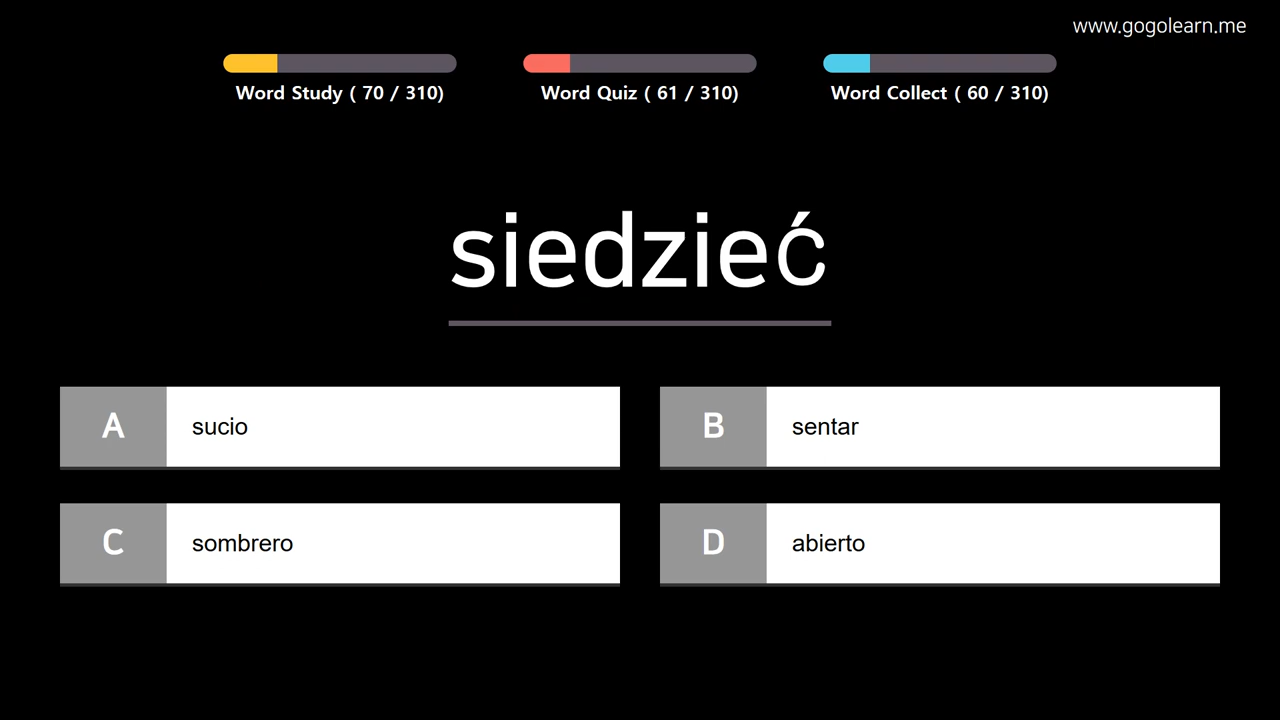 www.gogolearn.me
Word Study ( 70 / 310)
Word Quiz ( 61 / 310)
Word Collect ( 60 / 310)
siedzieć
A sucio
B sentar
C sombrero
D abierto